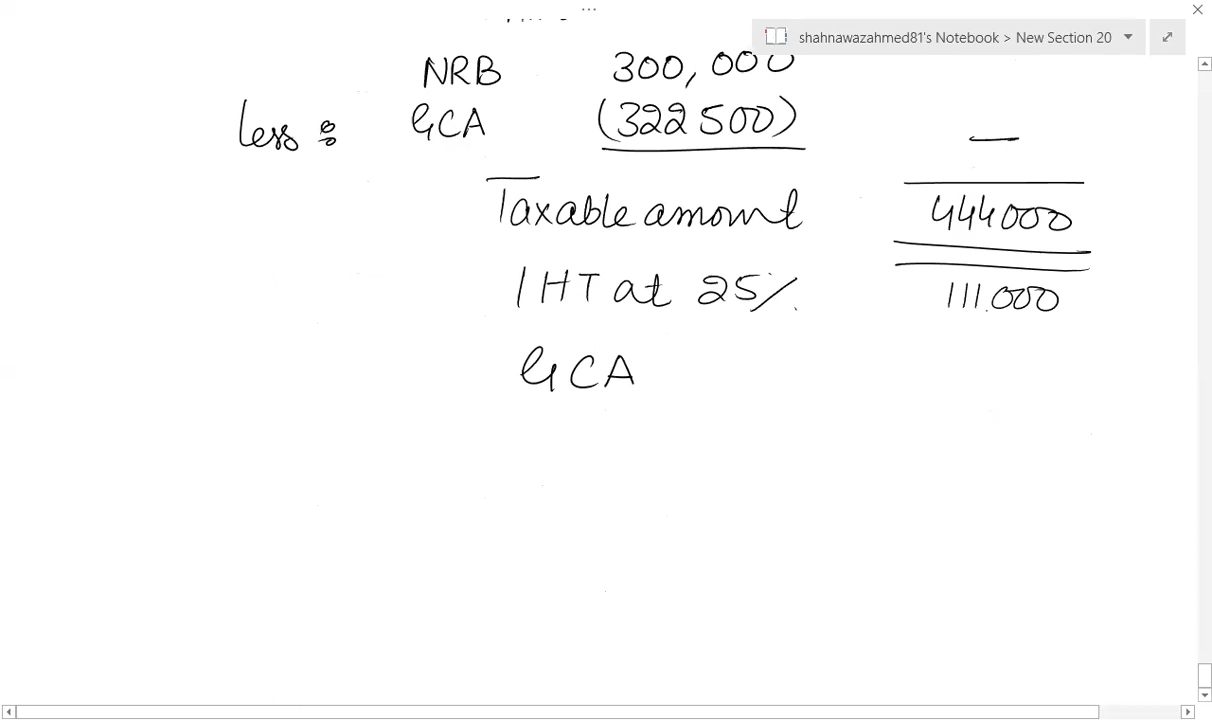 shahnawazahmed81's Notebook > New Section 20
NRB 300,000
less : GCA (322500) —
Taxable amount 444000
IHT at 25% 111.000
GCA